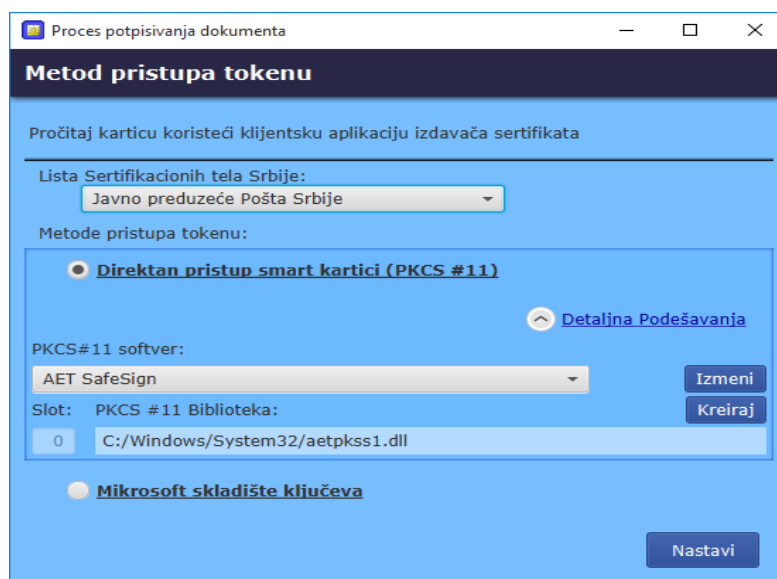 Proces potpisivanja dokumenta
Metod pristupa tokenu
Pročitaj karticu koristeći klijentsku aplikaciju izdavača sertifikata
Lista Sertifikacionih tela Srbije:
Javno preduzeće Pošta Srbije
Metode pristupa tokenu:
Direktan pristup smart kartici (PKCS #11)
Detaljna Podešavanja
PKCS#11 softver:
AET SafeSign
Izmeni
Slot: PKCS #11 Biblioteka:
Kreiraj
0 C:/Windows/System32/aetpkss1.dll
Mikrosoft skladište ključeva
Nastavi